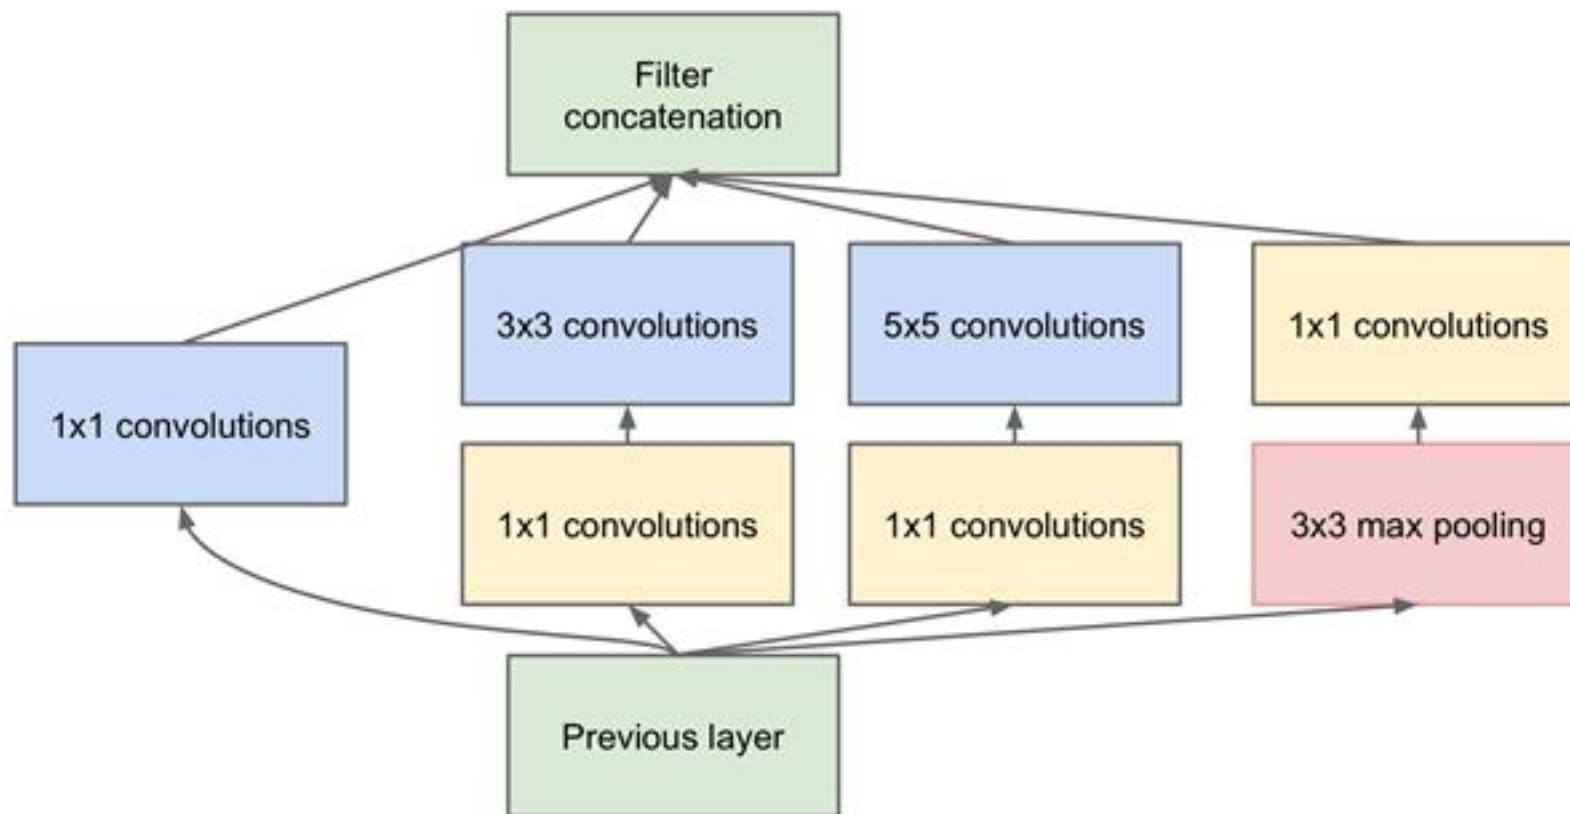 Filter
concatenation
3x3 convolutions
5x5 convolutions
1x1 convolutions
1x1 convolutions
1x1 convolutions
1x1 convolutions
3x3 max pooling
Previous layer